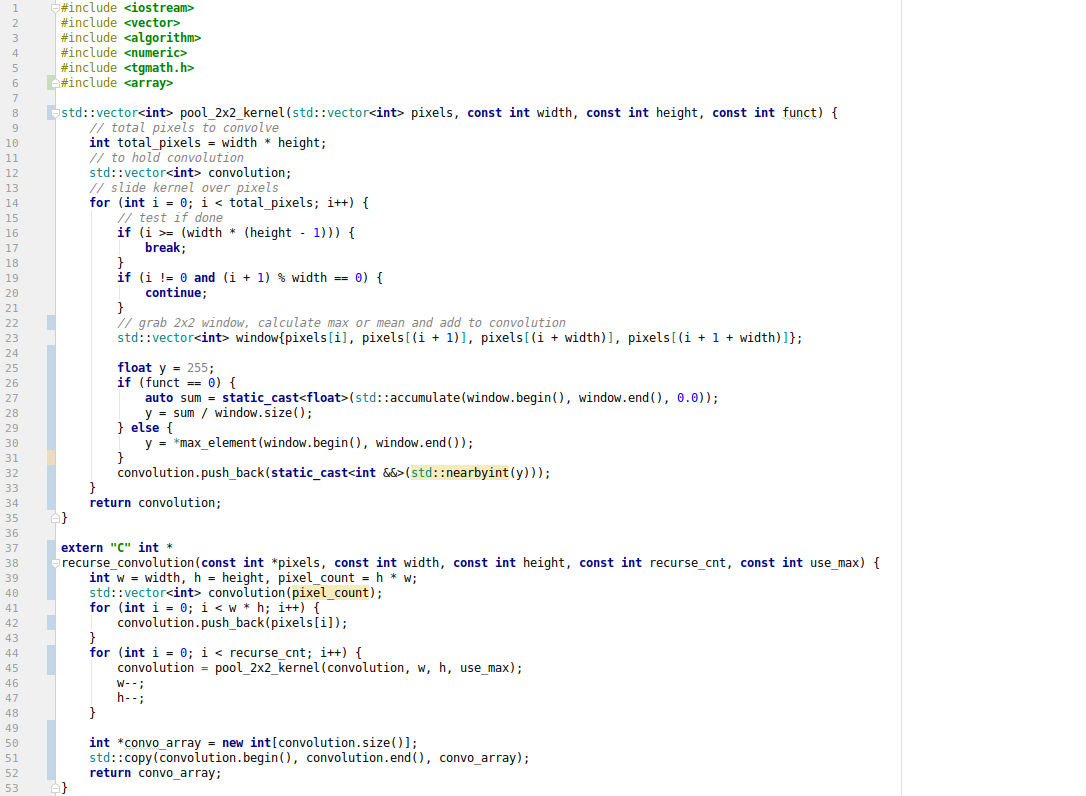 1 #include <iostream>
2 #include <vector>
3 #include <algorithm>
4 #include <numeric>
5 #include <tgmath.h>
6 #include <array>
7
8 std::vector<int> pool_2x2_kernel(std::vector<int> pixels, const int width, const int height, const int funct) {
9     // total pixels to convolve
10     int total_pixels = width * height;
11     // to hold convolution
12     std::vector<int> convolution;
13     // slide kernel over pixels
14     for (int i = 0; i < total_pixels; i++) {
15         // test if done
16         if (i >= (width * (height - 1))) {
17             break;
18         }
19         if (i != 0 and (i + 1) % width == 0) {
20             continue;
21         }
22         // grab 2x2 window, calculate max or mean and add to convolution
23         std::vector<int> window{pixels[i], pixels[(i + 1)], pixels[(i + width)], pixels[(i + 1 + width)]};
24
25         float y = 255;
26         if (funct == 0) {
27             auto sum = static_cast<float>(std::accumulate(window.begin(), window.end(), 0.0));
28             y = sum / window.size();
29         } else {
30             y = *max_element(window.begin(), window.end());
31         }
32         convolution.push_back(static_cast<int &&>(std::nearbyint(y)));
33     }
34     return convolution;
35 }
36
37 extern "C" int *
38 recurse_convolution(const int *pixels, const int width, const int height, const int recurse_cnt, const int use_max) {
39     int w = width, h = height, pixel_count = h * w;
40     std::vector<int> convolution(pixel_count);
41     for (int i = 0; i < w * h; i++) {
42         convolution.push_back(pixels[i]);
43     }
44     for (int i = 0; i < recurse_cnt; i++) {
45         convolution = pool_2x2_kernel(convolution, w, h, use_max);
46         w--;
47         h--;
48     }
49
50     int *convo_array = new int[convolution.size()];
51     std::copy(convolution.begin(), convolution.end(), convo_array);
52     return convo_array;
53 }